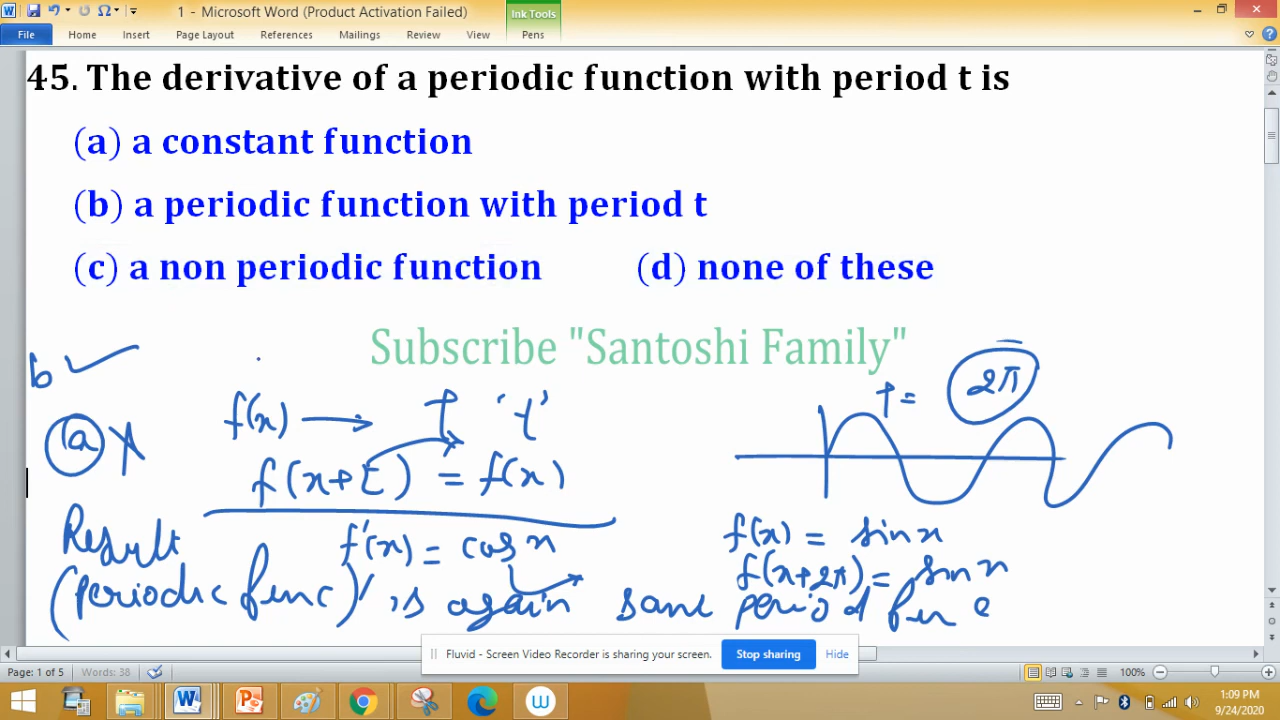 1 - Microsoft Word (Product Activation Failed)
Ink Tools
File Home Insert Page Layout References Mailings Review View Pens
45. The derivative of a periodic function with period t is
(a) a constant function
(b) a periodic function with period t
(c) a non periodic function (d) none of these
Subscribe "Santoshi Family"
b ✓
T = 2π
f(x) → T 't'
(a) ×
f(x+t) = f(x)
Result
f'(x) = cos x
f(x) = sin x
f(x+2π) = sin x
(periodic func)' is again same period func
Fluvid - Screen Video Recorder is sharing your screen. Stop sharing Hide
Page: 1 of 5 Words: 38 100%
1:09 PM
9/24/2020